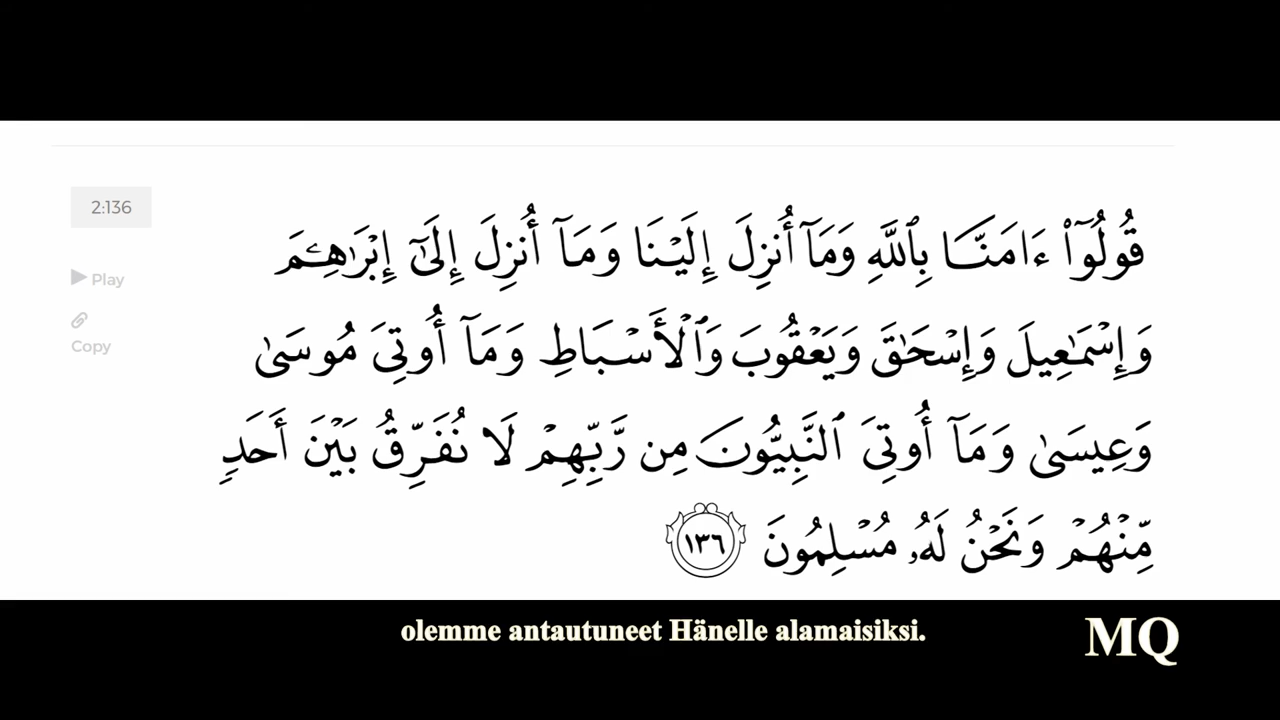 2:136
Play
Copy
قُولُوٓا۟ ءَامَنَّا بِٱللَّهِ وَمَآ أُنزِلَ إِلَيْنَا وَمَآ أُنزِلَ إِلَىٰٓ إِبْرَٰهِـۧمَ
وَإِسْمَـٰعِيلَ وَإِسْحَـٰقَ وَيَعْقُوبَ وَٱلْأَسْبَاطِ وَمَآ أُوتِىَ مُوسَىٰ
وَعِيسَىٰ وَمَآ أُوتِىَ ٱلنَّبِيُّونَ مِن رَّبِّهِمْ لَا نُفَرِّقُ بَيْنَ أَحَدٍ
مِّنْهُمْ وَنَحْنُ لَهُۥ مُسْلِمُونَ ١٣٦
olemme antautuneet Hänelle alamaisiksi.
MQ